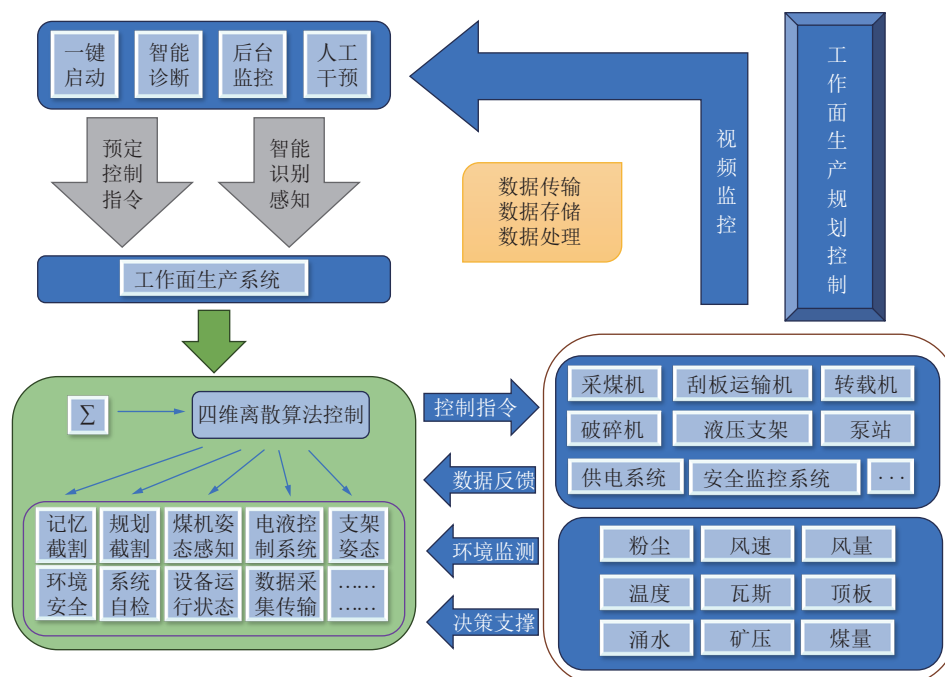 一键
启动
智能
诊断
后台
监控
人工
干预
预定
控制
指令
智能
识别
感知
数据传输
数据存储
数据处理
视频监控
工作面生产规划控制
工作面生产系统
∑
四维离散算法控制
记忆
截割
规划
截割
煤机姿
态感知
电液控
制系统
支架
姿态
环境
安全
系统
自检
设备运
行状态
数据采
集传输
……
……
控制指令
数据反馈
环境监测
决策支撑
采煤机
刮板运输机
转载机
破碎机
液压支架
泵站
供电系统
安全监控系统
···
粉尘
风速
风量
温度
瓦斯
顶板
涌水
矿压
煤量